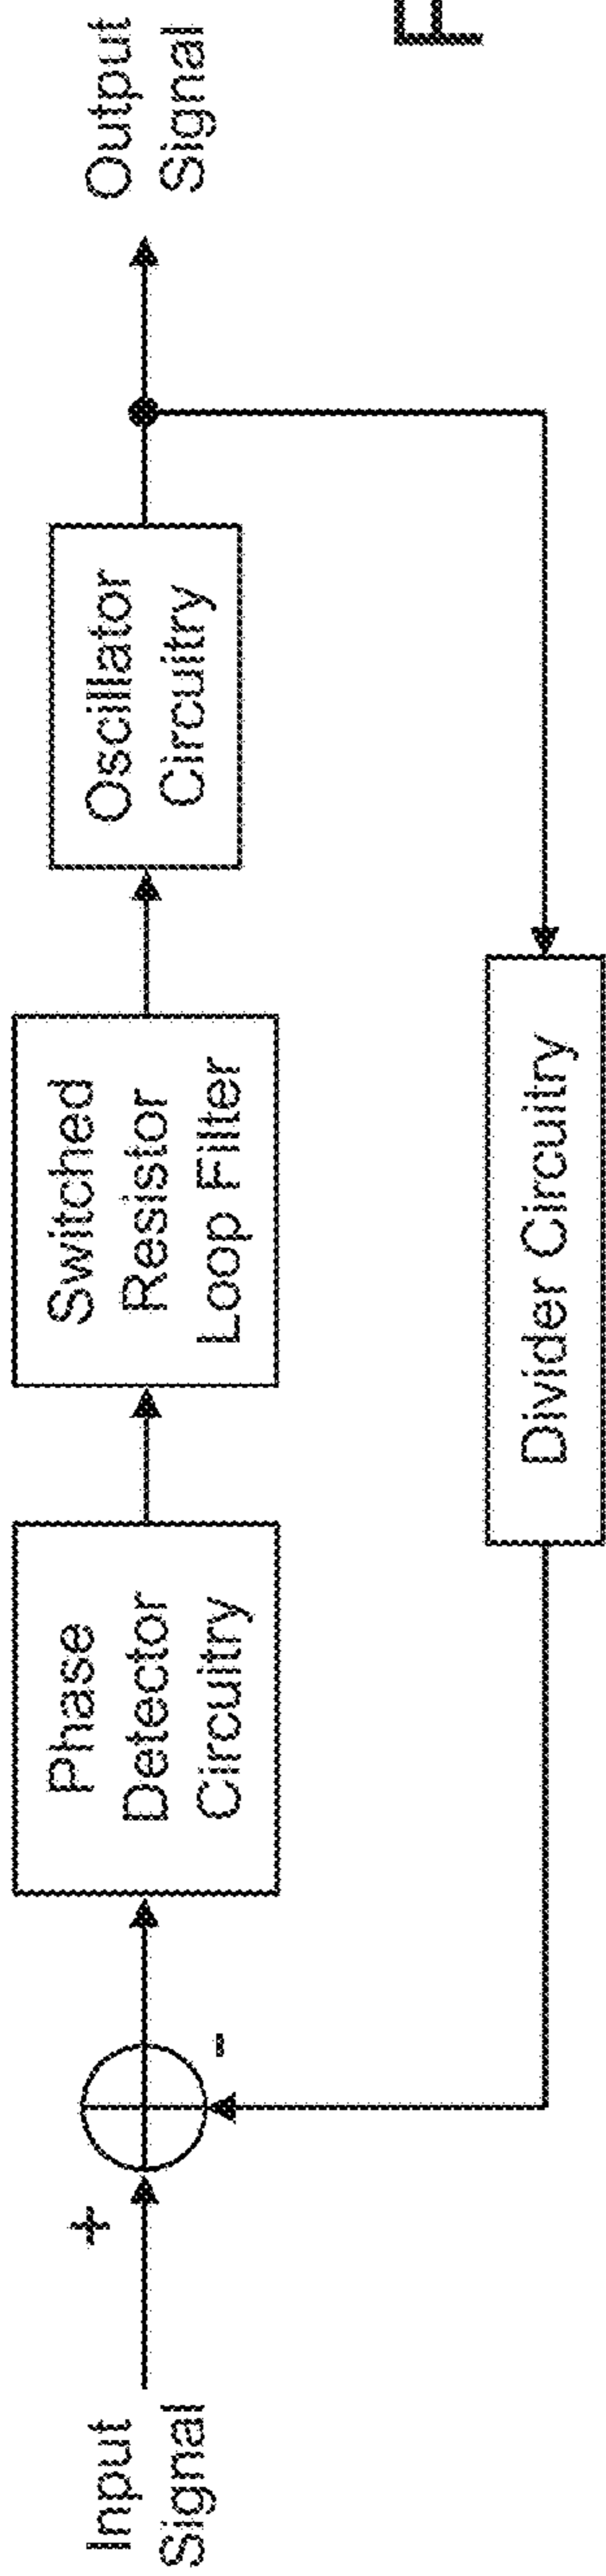 Input
Signal
+
-
Phase
Detector
Circuitry
Switched
Resistor
Loop Filter
Oscillator
Circuitry
Output
Signal
Divider Circuitry